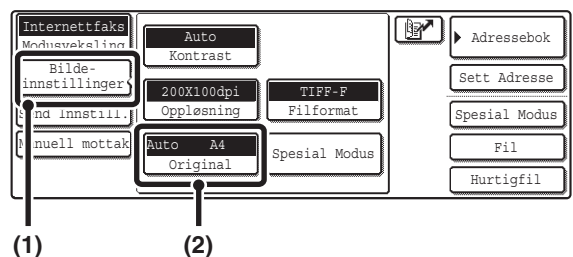 Internettfaks
Modusveksling
Bilde-
innstillinger
Send Innstill.
Manuell mottak
Auto
Kontrast
200X100dpi
Oppløsning
TIFF-F
Filformat
Auto A4
Original
Spesial Modus
Adressebok
Sett Adresse
Spesial Modus
Fil
Hurtigfil
(1)
(2)